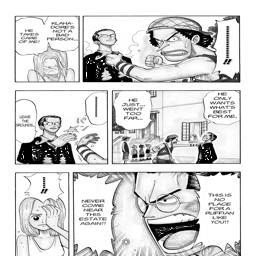 ......!!
KLAHA-
DORE'S
NOT A
BAD
PERSON...
HE
TAKES
CARE
OF ME!
HE ONLY
WANTS
WHAT'S
BEST
FOR ME.
HE
JUST...
WENT
TOO
FAR...
LEAVE
THE
GROUNDS...
THIS IS
NO
PLACE
FOR A
RUFFIAN
LIKE
YOU!!
NEVER
COME
NEAR
THIS
ESTATE
AGAIN!!
......!!